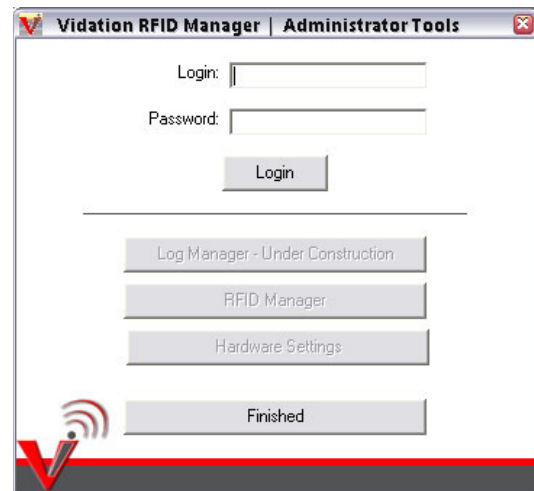 Vidation RFID Manager | Administrator Tools
Login:
Password:
Login
Log Manager - Under Construction
RFID Manager
Hardware Settings
Finished